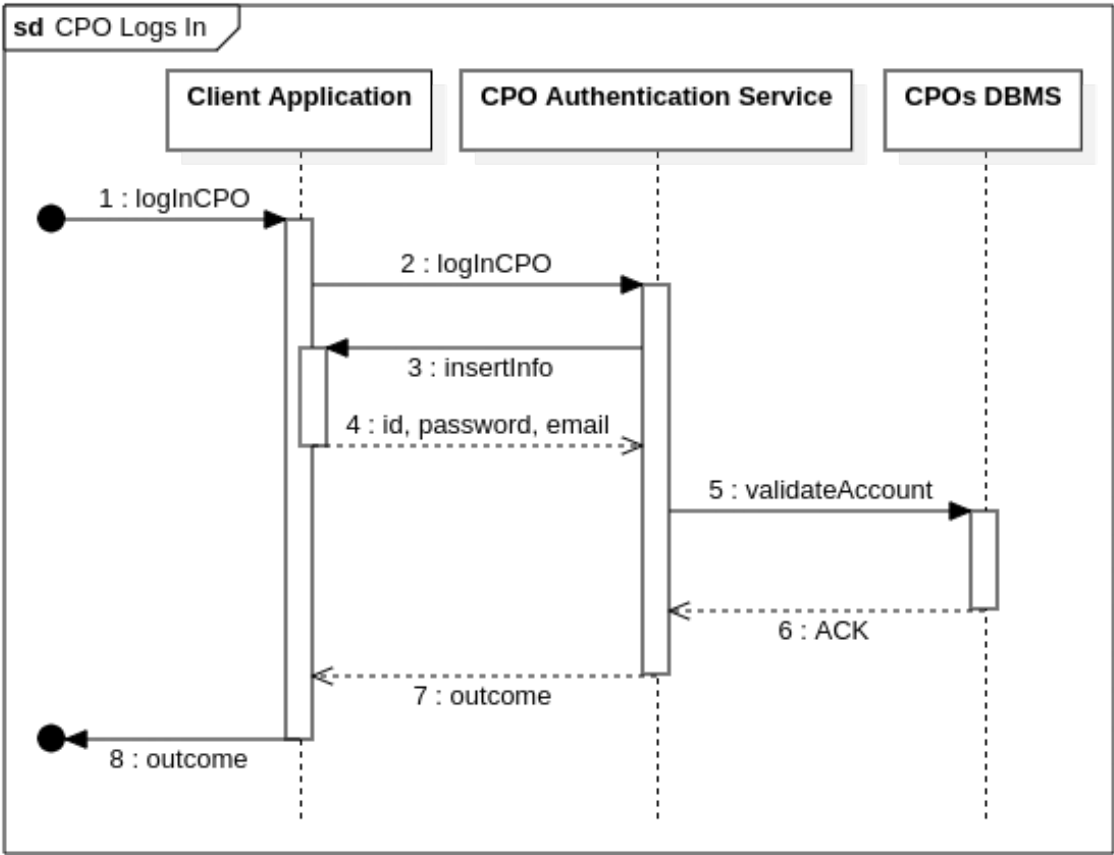 sd CPO Logs In
Client Application
CPO Authentication Service
CPOs DBMS
1 : logInCPO
2 : logInCPO
3 : insertInfo
4 : id, password, email
5 : validateAccount
6 : ACK
7 : outcome
8 : outcome